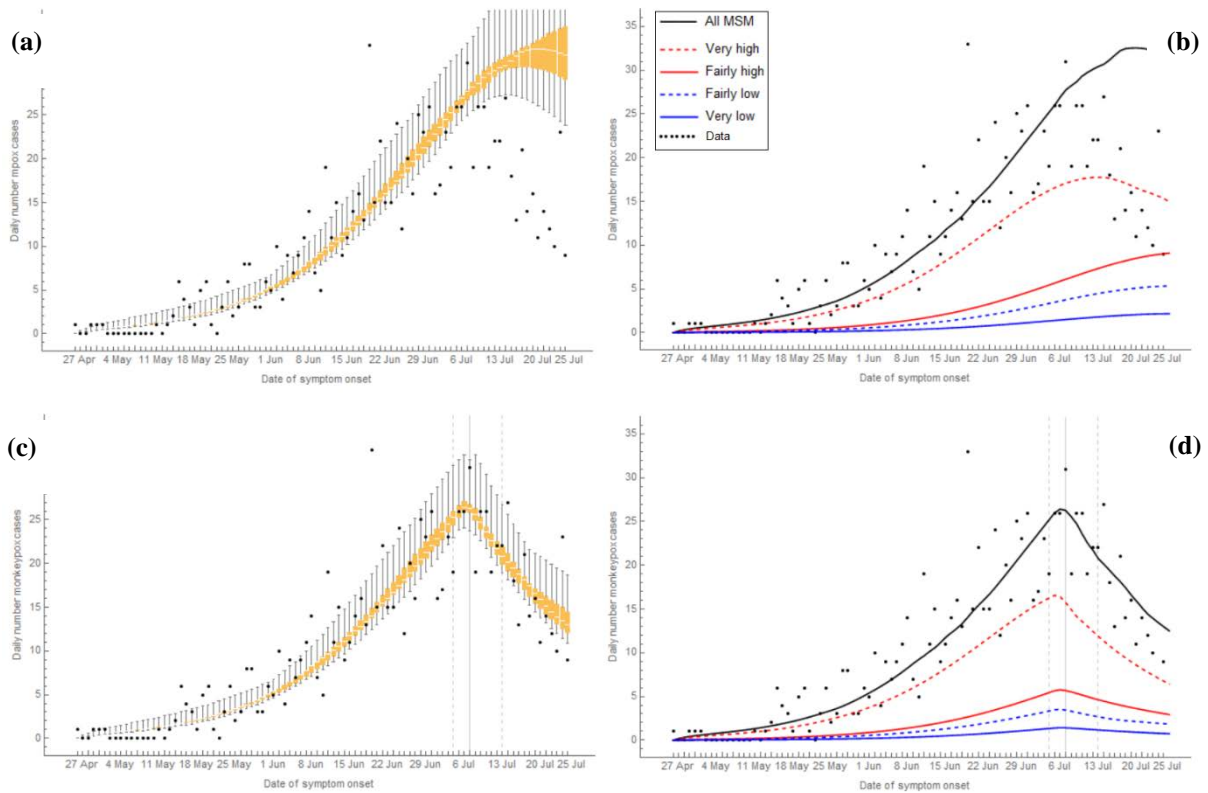 (a)
Daily number mpox cases
25
20
15
10
5
0
27 Apr 4 May 11 May 18 May 25 May 1 Jun 8 Jun 15 Jun 22 Jun 29 Jun 6 Jul 13 Jul 20 Jul 25 Jul
Date of symptom onset
(b)
All MSM
Very high
Fairly high
Fairly low
Very low
Data
Daily number mpox cases
35
30
25
20
15
10
5
0
27 Apr 4 May 11 May 18 May 25 May 1 Jun 8 Jun 15 Jun 22 Jun 29 Jun 6 Jul 13 Jul 20 Jul 25 Jul
Date of symptom onset
(c)
Daily number monkeypox cases
25
20
15
10
5
0
27 Apr 4 May 11 May 18 May 25 May 1 Jun 8 Jun 15 Jun 22 Jun 29 Jun 6 Jul 13 Jul 20 Jul 25 Jul
Date of symptom onset
(d)
Daily number monkeypox cases
35
30
25
20
15
10
5
0
27 Apr 4 May 11 May 18 May 25 May 1 Jun 8 Jun 15 Jun 22 Jun 29 Jun 6 Jul 13 Jul 20 Jul 25 Jul
Date of symptom onset